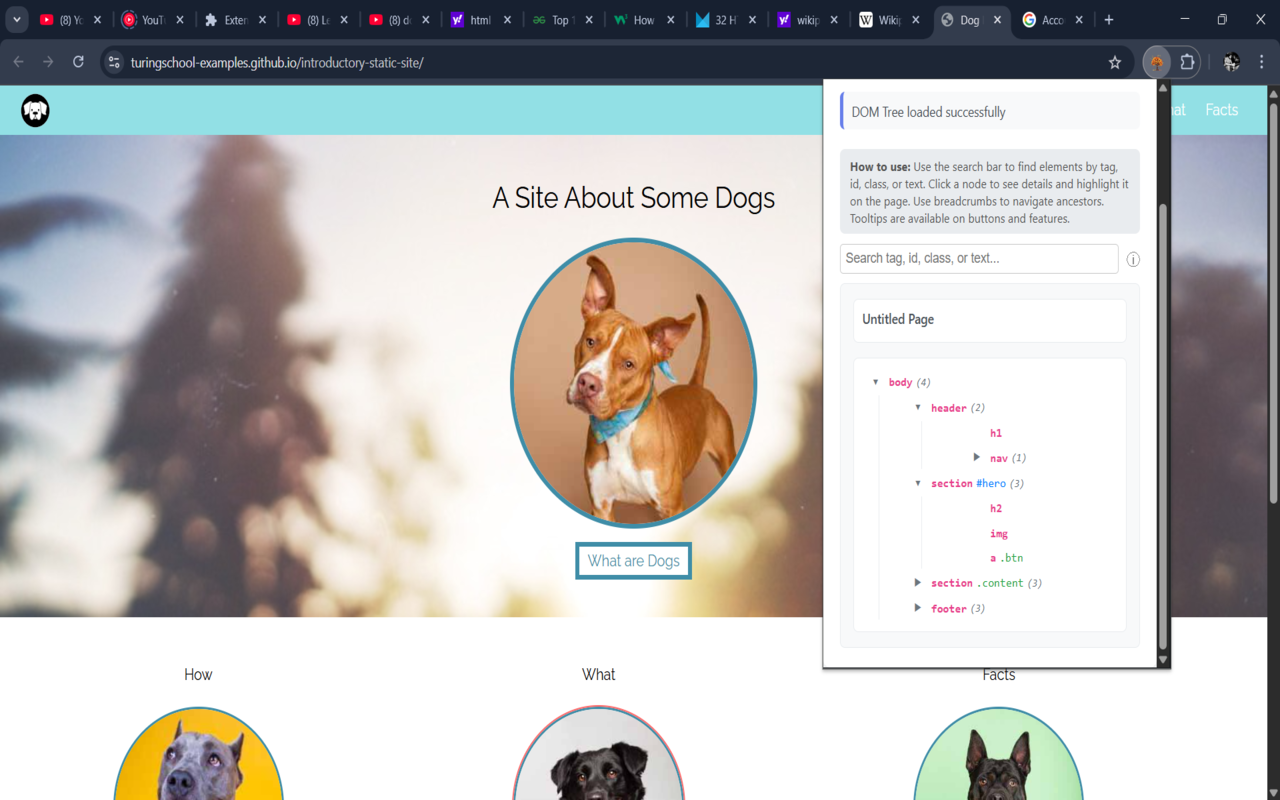 (8) Yo
YouT
Exten
(8) Le
(8) d
html
Top 1
How
32 H
wikip
Wikip
Dog
Acco
turingschool-examples.github.io/introductory-static-site/
at
Facts
A Site About Some Dogs
What are Dogs
How
What
Facts
DOM Tree loaded successfully
How to use: Use the search bar to find elements by tag,
id, class, or text. Click a node to see details and highlight it
on the page. Use breadcrumbs to navigate ancestors.
Tooltips are available on buttons and features.
Search tag, id, class, or text...
Untitled Page
body (4)
header (2)
h1
nav (1)
section #hero (3)
h2
img
a .btn
section .content (3)
footer (3)